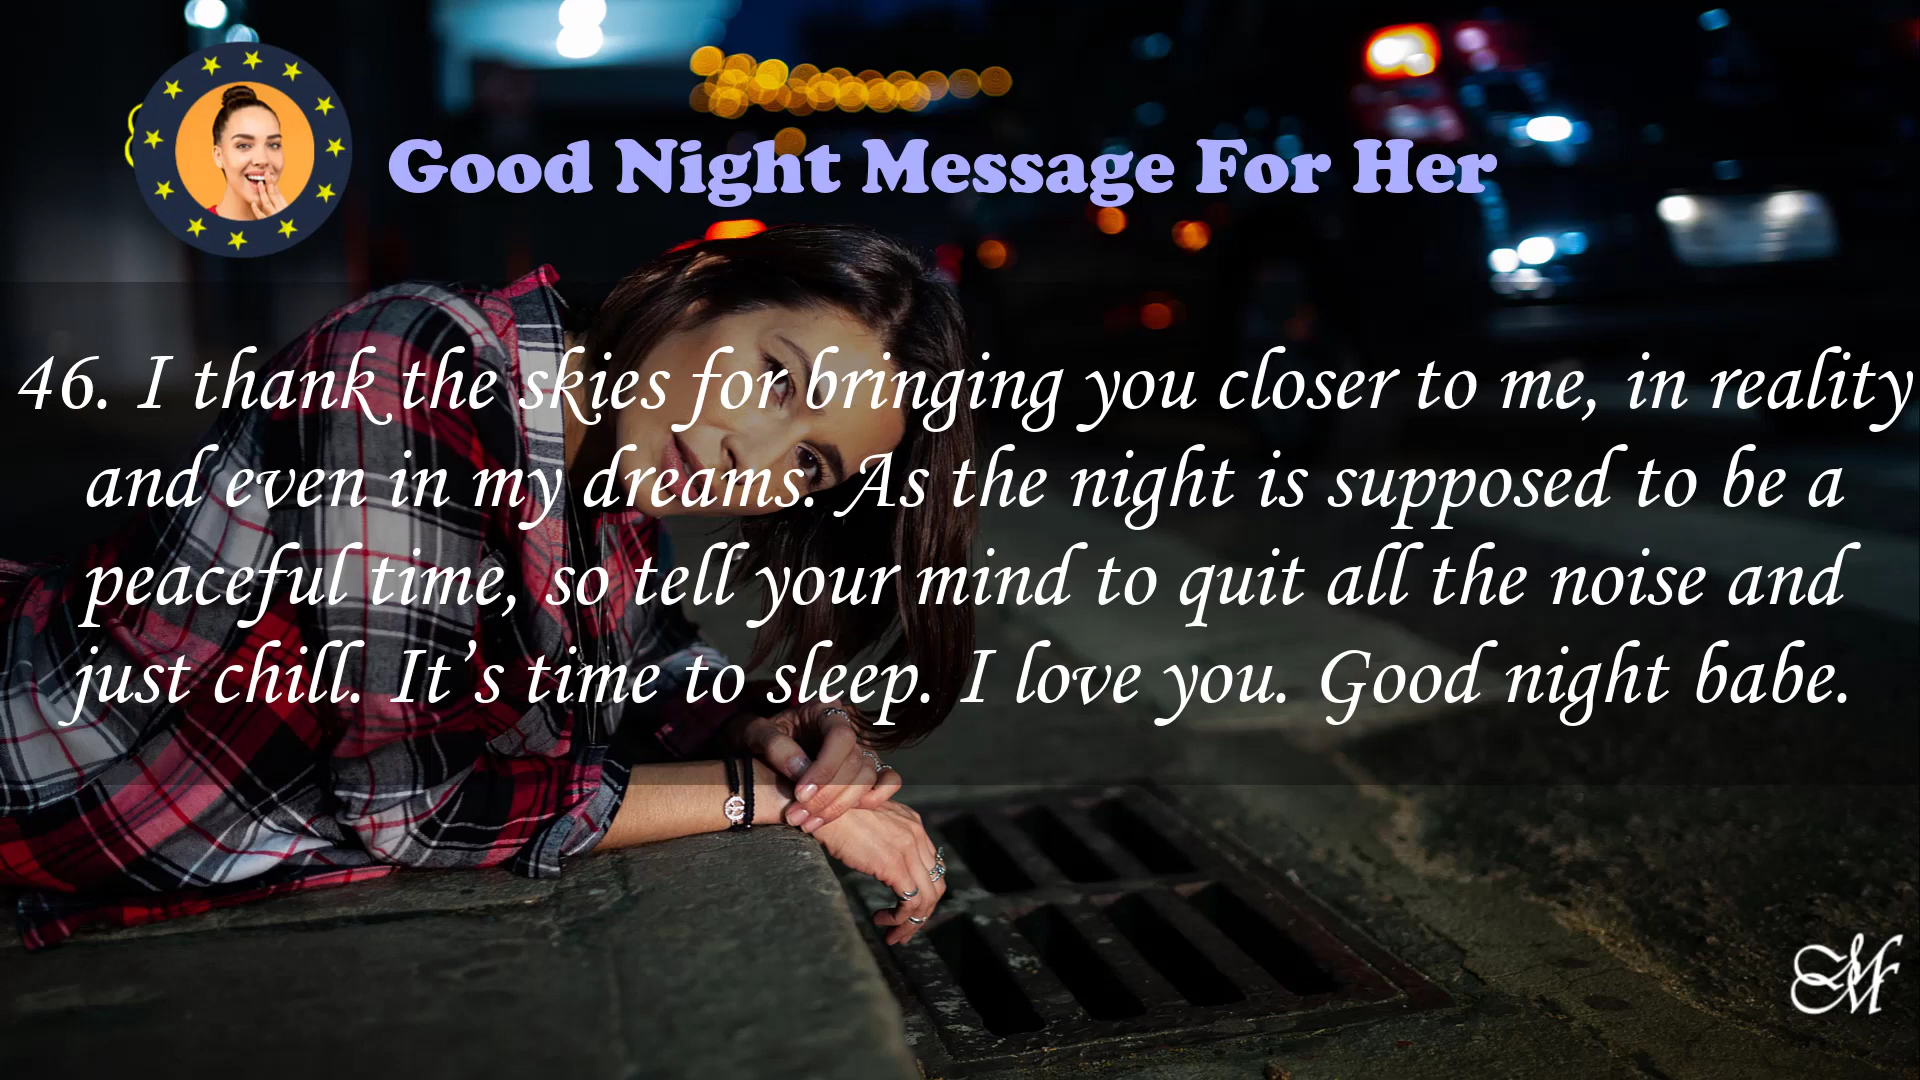 Good Night Message For Her
46. I thank the skies for bringing you closer to me, in reality
and even in my dreams. As the night is supposed to be a
peaceful time, so tell your mind to quit all the noise and
just chill. It’s time to sleep. I love you. Good night babe.